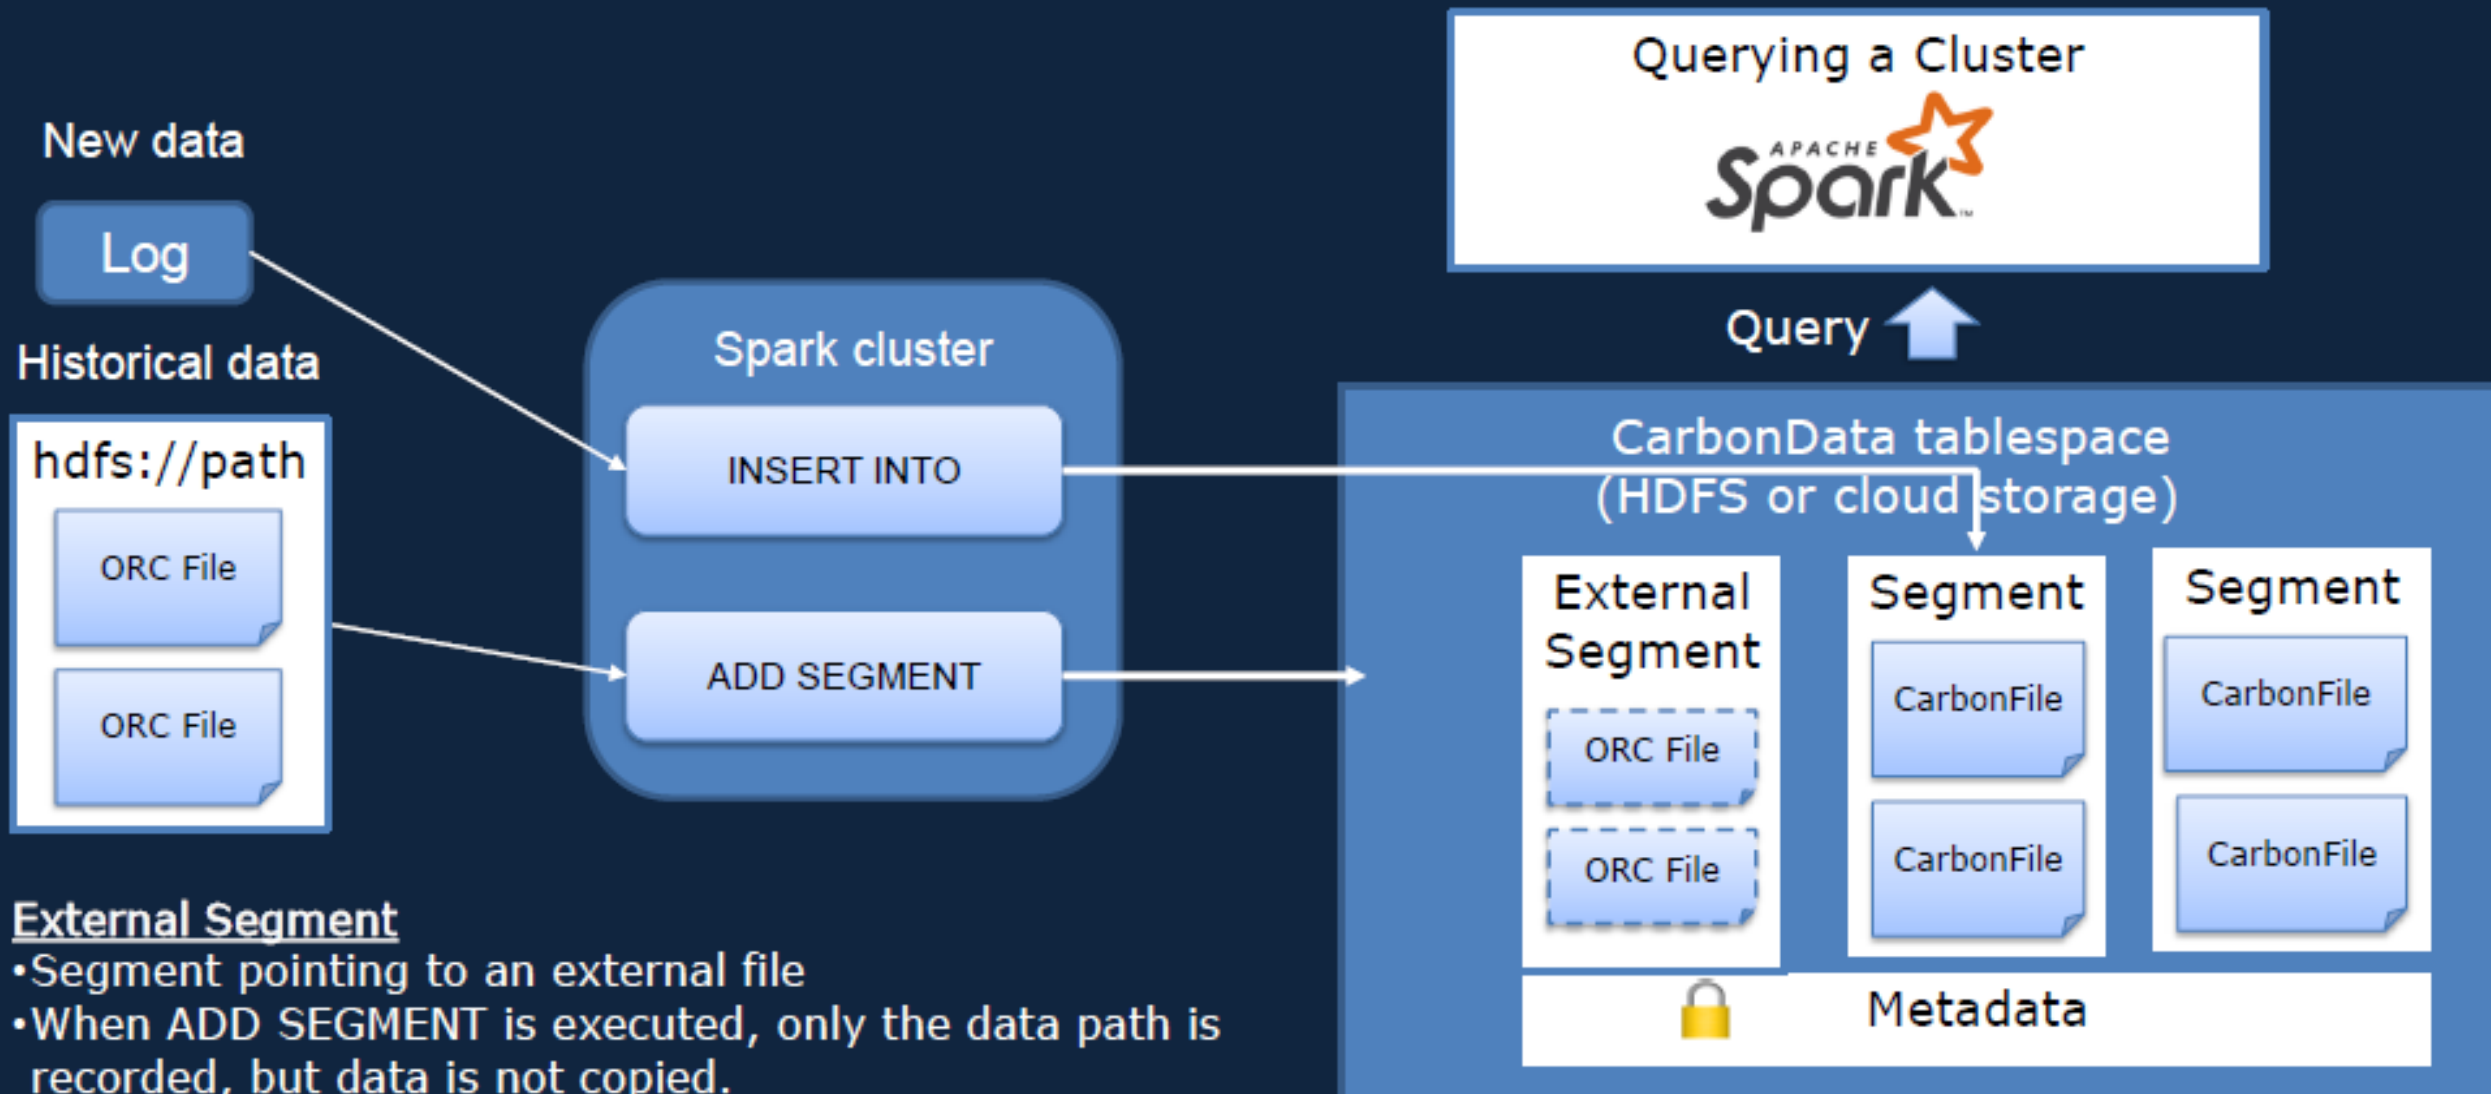 New data
Log
Historical data
hdfs://path
ORC File
ORC File
Spark cluster
INSERT INTO
ADD SEGMENT
Querying a Cluster
APACHE
Spark™
Query
CarbonData tablespace
(HDFS or cloud storage)
External
Segment
ORC File
ORC File
Segment
CarbonFile
CarbonFile
Segment
CarbonFile
CarbonFile
Metadata
External Segment
•Segment pointing to an external file
•When ADD SEGMENT is executed, only the data path is
recorded, but data is not copied.